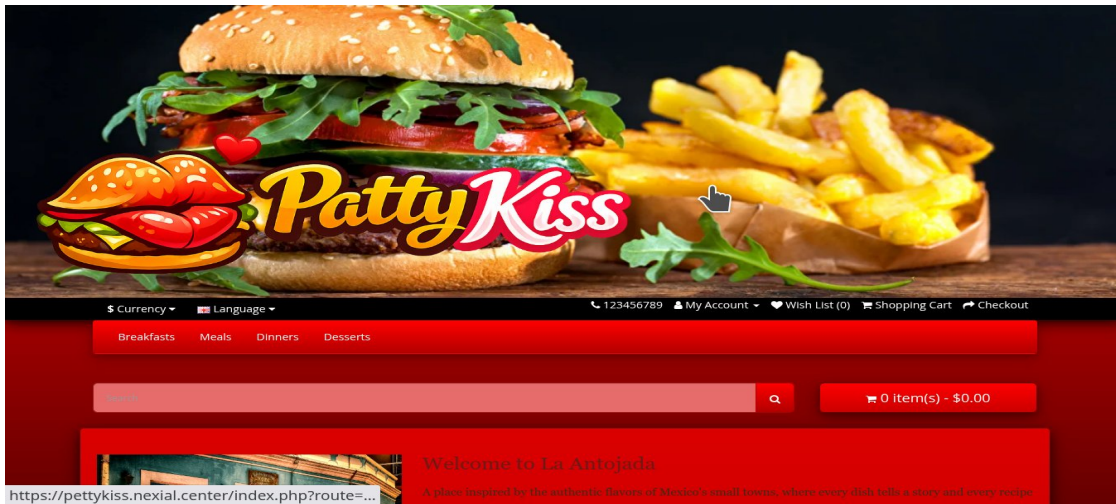 PattyKiss
$ Currency
Language
123456789 My Account Wish List (0) Shopping Cart Checkout
Breakfasts Meals Dinners Desserts
Search
0 item(s) - $0.00
Welcome to La Antojada
A place inspired by the authentic flavors of Mexico's small towns, where every dish tells a story and every recipe
https://pettykiss.nexial.center/index.php?route=...